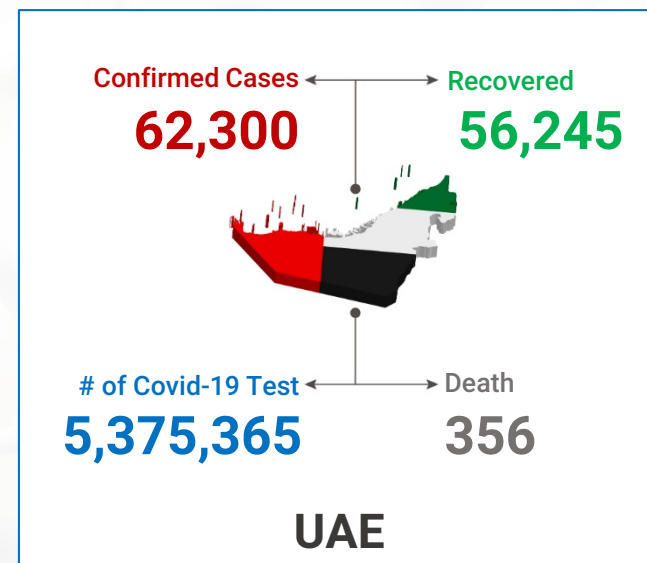 Confirmed Cases
Recovered
62,300
56,245
# of Covid-19 Test
Death
5,375,365
356
UAE